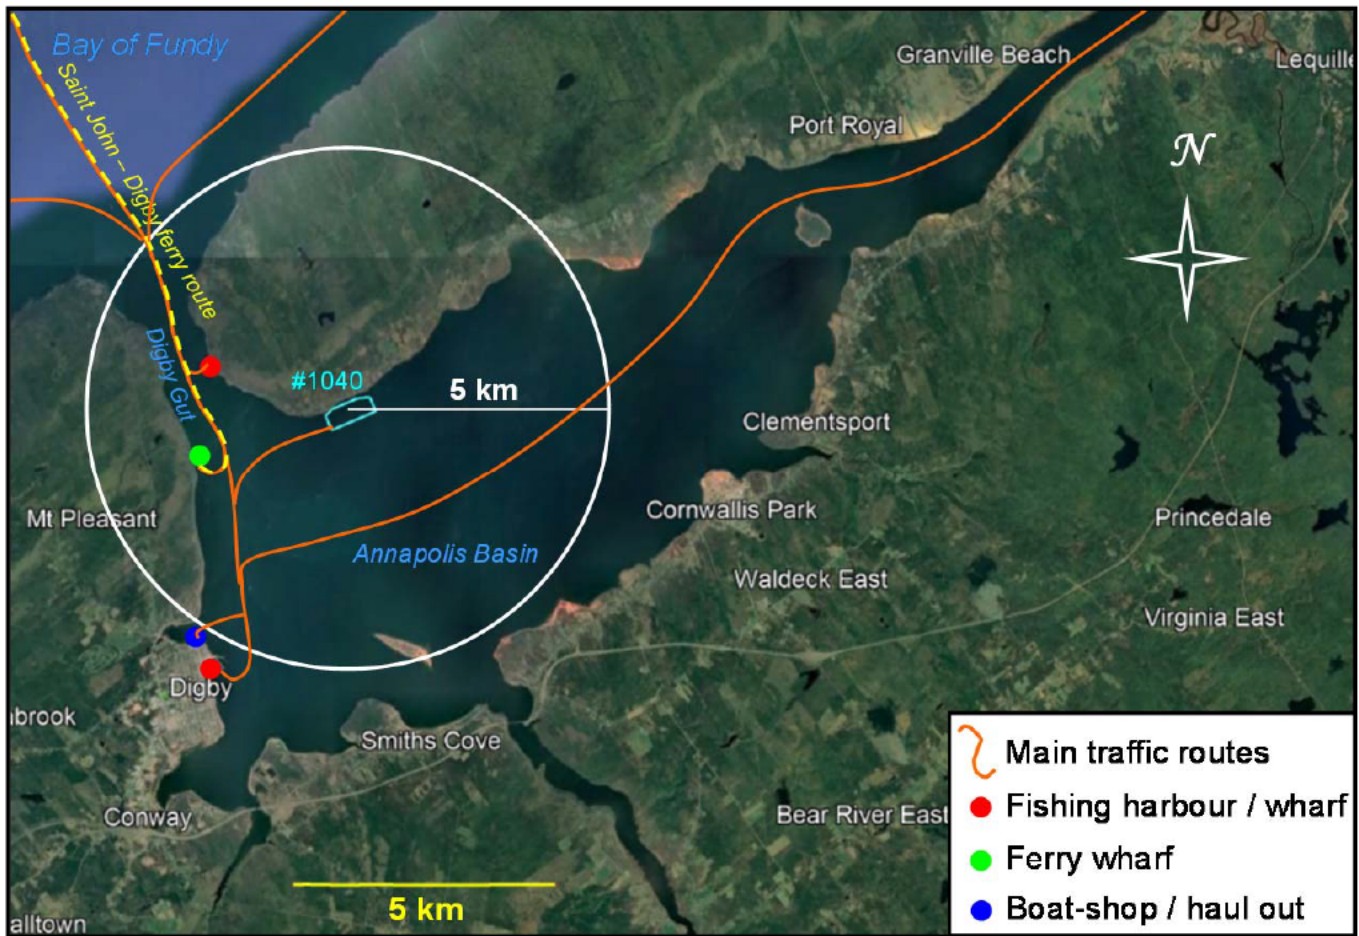 Bay of Fundy
Granville Beach
Lequille
Port Royal
N
Saint John – Digby ferry route
Digby Gut
#1040
5 km
Clementsport
Mt Pleasant
Cornwallis Park
Princedale
Annapolis Basin
Waldeck East
Virginia East
Digby
nbrook
Smiths Cove
Main traffic routes
Conway
Bear River East
Fishing harbour / wharf
Ferry wharf
5 km
Boat-shop / haul out
alltown